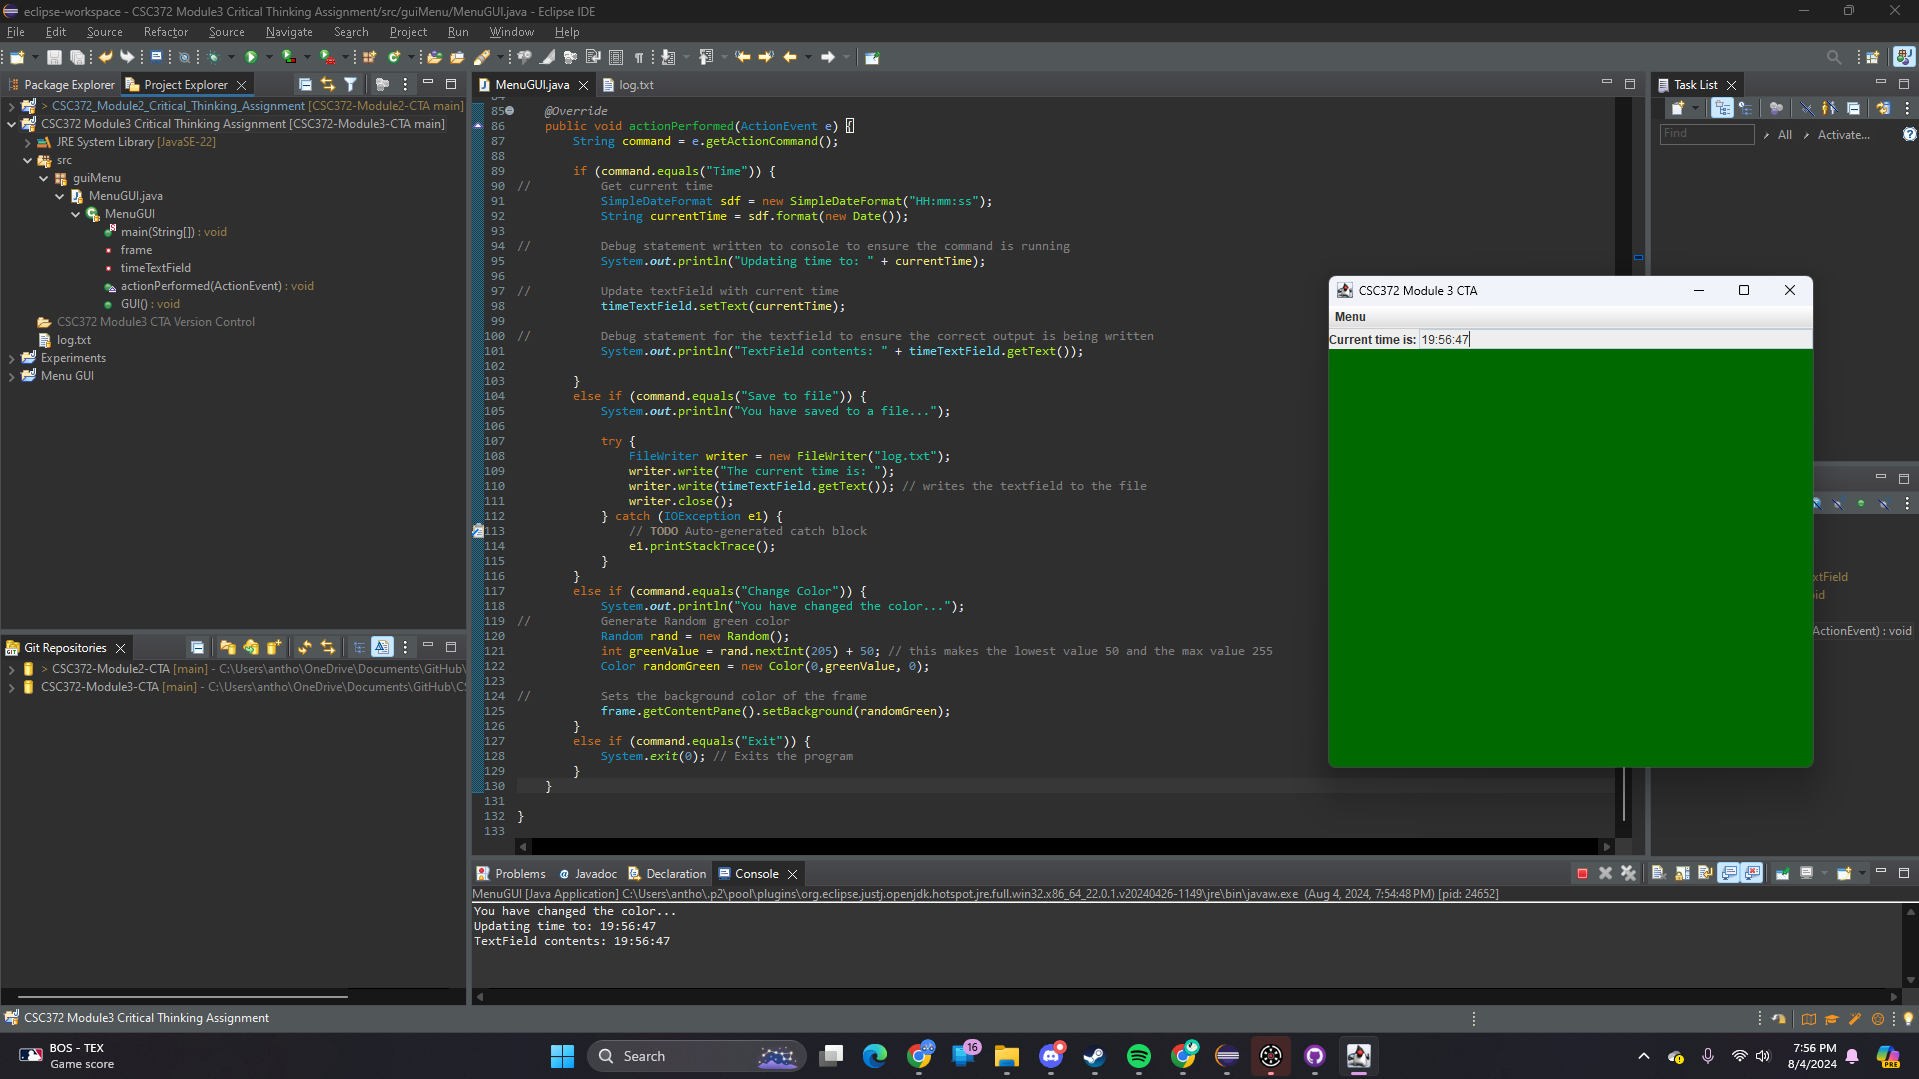 eclipse-workspace - CSC372 Module3 Critical Thinking Assignment/src/guiMenu/MenuGUI.java - Eclipse IDE
File Edit Source Refactor Source Navigate Search Project Run Window Help
Package Explorer Project Explorer
> CSC372_Module2_Critical_Thinking_Assignment [CSC372-Module2-CTA main]
CSC372 Module3 Critical Thinking Assignment [CSC372-Module3-CTA main]
JRE System Library [JavaSE-22]
src
guiMenu
MenuGUI.java
MenuGUI
main(String[]) : void
frame
timeTextField
actionPerformed(ActionEvent) : void
GUI() : void
CSC372 Module3 CTA Version Control
log.txt
Experiments
Menu GUI
Git Repositories
> CSC372-Module2-CTA [main] - C:\Users\antho\OneDrive\Documents\GitHub\
CSC372-Module3-CTA [main] - C:\Users\antho\OneDrive\Documents\GitHub\CS
MenuGUI.java log.txt
85 @Override
86 public void actionPerformed(ActionEvent e) {
87 String command = e.getActionCommand();
88
89 if (command.equals("Time")) {
90 // Get current time
91 SimpleDateFormat sdf = new SimpleDateFormat("HH:mm:ss");
92 String currentTime = sdf.format(new Date());
93
94 // Debug statement written to console to ensure the command is running
95 System.out.println("Updating time to: " + currentTime);
96
97 // Update textField with current time
98 timeTextField.setText(currentTime);
99
100 // Debug statement for the textfield to ensure the correct output is being written
101 System.out.println("TextField contents: " + timeTextField.getText());
102
103 }
104 else if (command.equals("Save to file")) {
105 System.out.println("You have saved to a file...");
106
107 try {
108 FileWriter writer = new FileWriter("log.txt");
109 writer.write("The current time is: ");
110 writer.write(timeTextField.getText()); // writes the textfield to the file
111 writer.close();
112 } catch (IOException e1) {
113 // TODO Auto-generated catch block
114 e1.printStackTrace();
115 }
116 }
117 else if (command.equals("Change Color")) {
118 System.out.println("You have changed the color...");
119 // Generate Random green color
120 Random rand = new Random();
121 int greenValue = rand.nextInt(205) + 50; // this makes the lowest value 50 and the max value 255
122 Color randomGreen = new Color(0,greenValue, 0);
123
124 // Sets the background color of the frame
125 frame.getContentPane().setBackground(randomGreen);
126 }
127 else if (command.equals("Exit")) {
128 System.exit(0); // Exits the program
129 }
130 }
131
132 }
133
Task List
Find All Activate...
CSC372 Module 3 CTA
Menu
Current time is: 19:56:47
xtField
oid
ActionEvent) : void
Problems Javadoc Declaration Console
MenuGUI [Java Application] C:\Users\antho\.p2\pool\plugins\org.eclipse.justj.openjdk.hotspot.jre.full.win32.x86_64_22.0.1.v20240426-1149\jre\bin\javaw.exe (Aug 4, 2024, 7:54:48 PM) [pid: 24652]
You have changed the color...
Updating time to: 19:56:47
TextField contents: 19:56:47
CSC372 Module3 Critical Thinking Assignment
BOS - TEX
Game score
Search
16
7:56 PM
8/4/2024
PRE